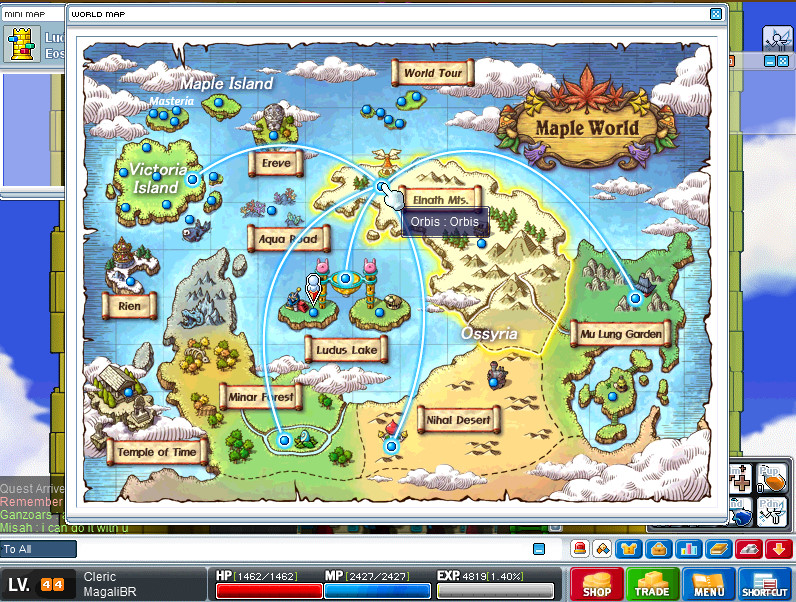 MINI MAP
WORLD MAP
Lud
Eos
Maple Island
World Tour
Masteria
Maple World
Ereve
Victoria
Island
Elnath Mts.
Orbis : Orbis
Aqua Road
Rien
Ossyria
Mu Lung Garden
Ludus Lake
Minar Forest
Nihal Desert
Temple of Time
Quest Arrive
Remember
Ganzoars : a
Misah : i can do it with u
To All
LV. 44
Cleric
MagaliBR
HP[1462/1462]
MP[2427/2427]
EXP. 4819[1.40%]
SHOP
TRADE
MENU
SHORTCUT